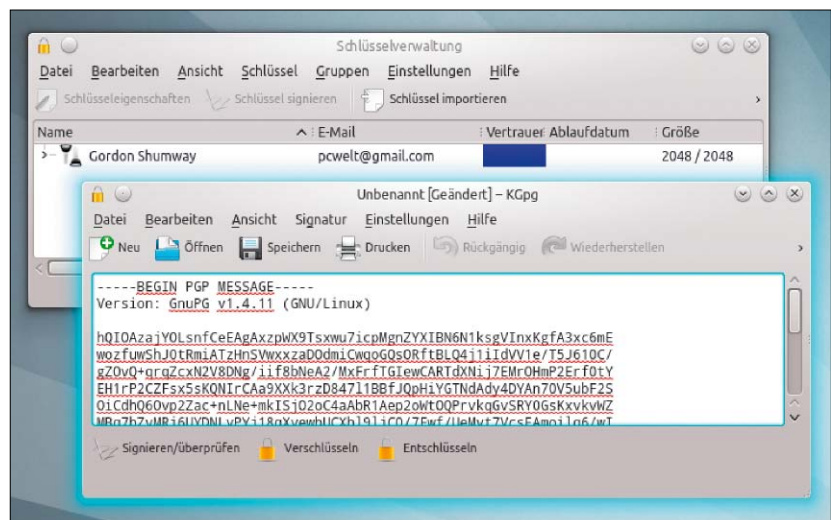 Schlüsselverwaltung
Datei Bearbeiten Ansicht Schlüssel Gruppen Einstellungen Hilfe
Schlüsseleigenschaften Schlüssel signieren Schlüssel importieren
Name E-Mail Vertrauen Ablaufdatum Größe
Gordon Shumway pcwelt@gmail.com 2048 / 2048
Unbenannt [Geändert] – KGpg
Datei Bearbeiten Ansicht Signatur Einstellungen Hilfe
Neu Öffnen Speichern Drucken Rückgängig Wiederherstellen
-----BEGIN PGP MESSAGE-----
Version: GnuPG v1.4.11 (GNU/Linux)
hQIOAzajYOLsnfCeEAgAxzpWX9Tsxwu7icpMgnZYXIBN6N1ksgVInxKgfA3xc6mE
wozfuwShJ0tRmiATzHnSVwxxzaDOdmiCwqoGQsORftBLQ4j1iIdVV1e/T5J610C/
gZOvQ+qrqZcxN2V8DNg/iif8bNeA2/MxFrfTGIewCARTdXNij7EMrOHmP2Erf0tY
EH1rP2CZFsx5sKQNIrCAa9XXk3rzD847l1BBfJQpHiYGTNdAdy4DYAn70V5ubF2S
OiCdhQ6Ovp2Zac+nLNe+mkISjO2oC4aAbR1Aep2oWtOQPrvkqGvSRYOGsKxvkvWZ
Signieren/überprüfen Verschlüsseln Entschlüsseln